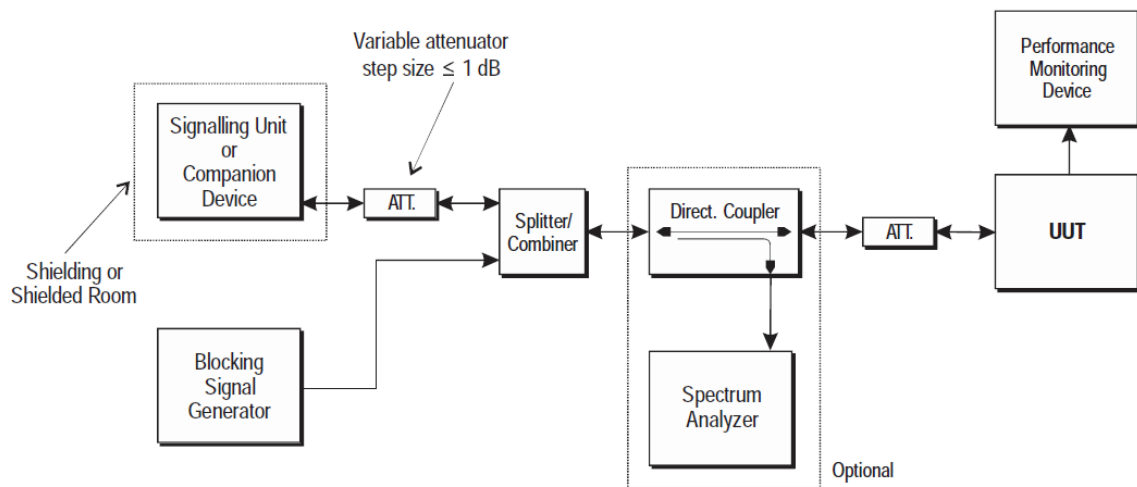 Variable attenuator
step size ≤ 1 dB
Performance
Monitoring
Device
Signalling Unit
or
Companion
Device
ATT.
Splitter/
Combiner
Direct. Coupler
ATT.
UUT
Shielding or
Shielded Room
Blocking
Signal
Generator
Spectrum
Analyzer
Optional